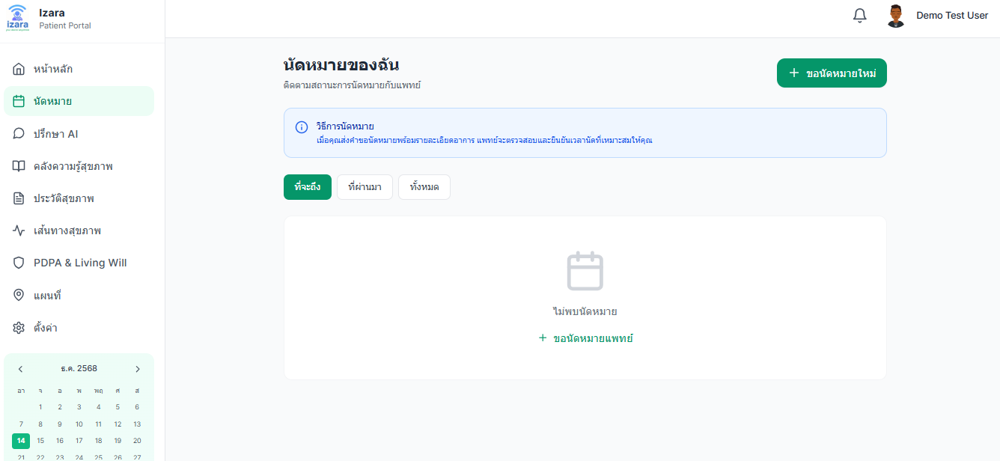 izara
Izara
Patient Portal
Demo Test User
หน้าหลัก
นัดหมาย
ปรึกษา AI
คลังความรู้สุขภาพ
ประวัติสุขภาพ
เส้นทางสุขภาพ
PDPA & Living Will
แผนที่
ตั้งค่า
ธ.ค. 2568
อา จ อ พ พฤ ศ ส
1 2 3 4 5 6
7 8 9 10 11 12 13
14 15 16 17 18 19 20
21 22 23 24 25 26 27
นัดหมายของฉัน
ติดตามสถานะการนัดหมายกับแพทย์
ขอนัดหมายใหม่
วิธีการนัดหมาย
เมื่อคุณส่งคำขอนัดหมายพร้อมรายละเอียดอาการ แพทย์จะตรวจสอบและยืนยันเวลานัดที่เหมาะสมให้คุณ
ที่จะถึง
ที่ผ่านมา
ทั้งหมด
ไม่พบนัดหมาย
ขอนัดหมายแพทย์